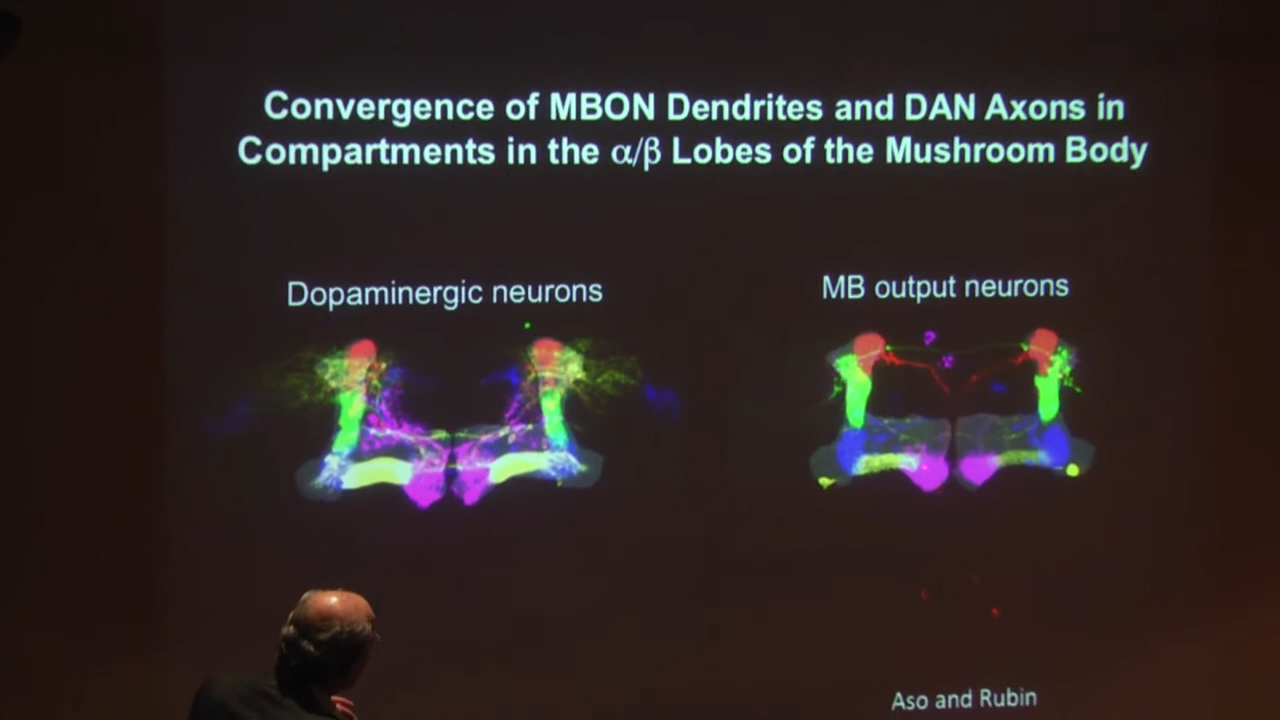 Convergence of MBON Dendrites and DAN Axons in
Compartments in the α/β Lobes of the Mushroom Body
Dopaminergic neurons
MB output neurons
Aso and Rubin